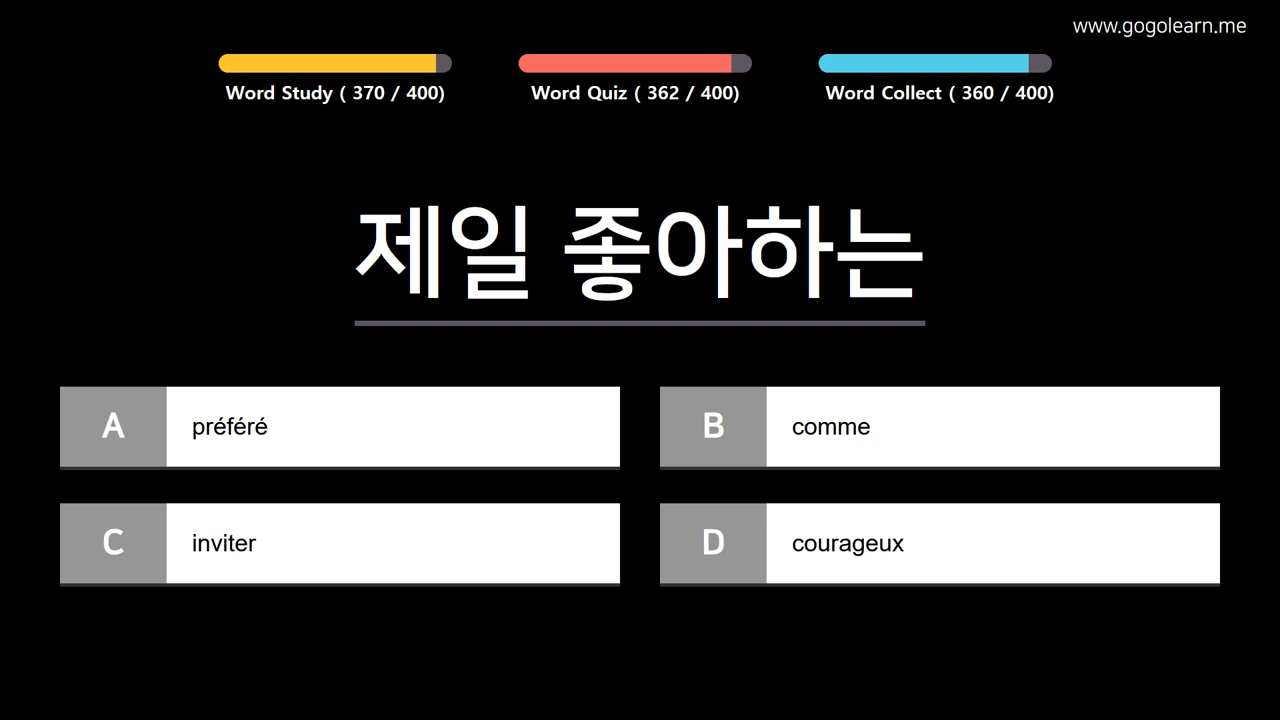 www.gogolearn.me
Word Study ( 370 / 400)
Word Quiz ( 362 / 400)
Word Collect ( 360 / 400)
제일 좋아하는
A préféré
B comme
C inviter
D courageux